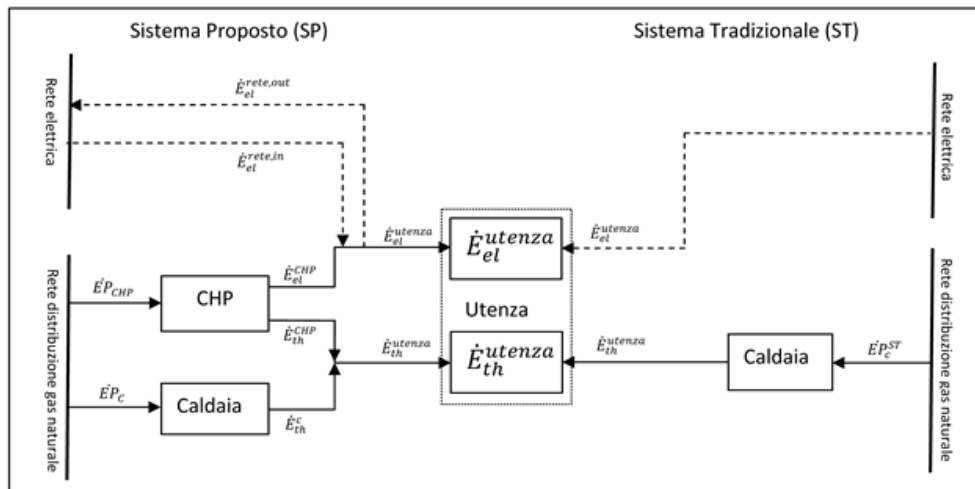 Sistema Proposto (SP)
Sistema Tradizionale (ST)
Rete elettrica
Ė_el^rete,out
Ė_el^rete,in
Rete elettrica
Ė_el^utenza
Ė_el^utenza
Ė_el^utenza
Rete distribuzione gas naturale
ĖP_CHP
CHP
Ė_el^CHP
Ė_th^CHP
Utenza
Ė_th^utenza
Ė_th^utenza
Ė_th^utenza
Caldaia
ĖP_c^ST
Rete distribuzione gas naturale
ĖP_C
Caldaia
Ė_th^c